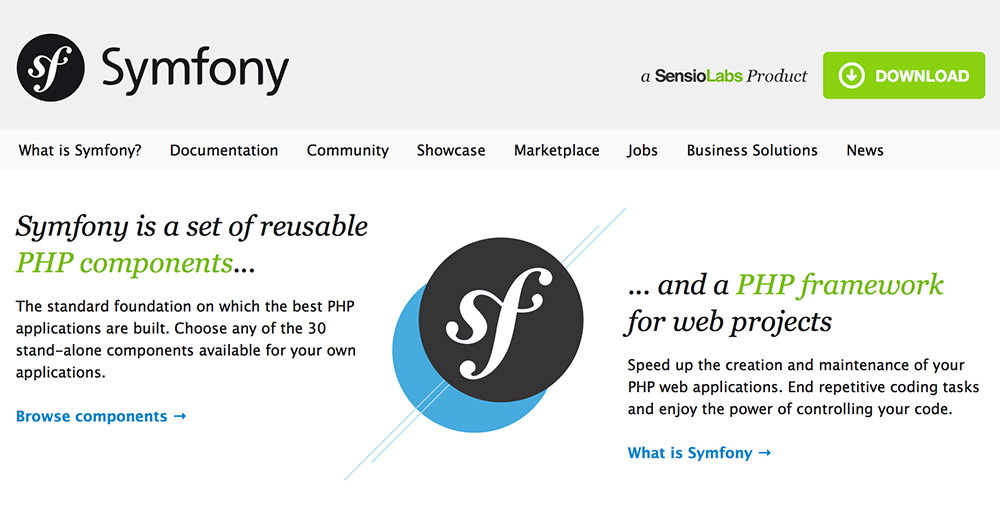 sf Symfony
a SensioLabs Product
DOWNLOAD
What is Symfony? Documentation Community Showcase Marketplace Jobs Business Solutions News
Symfony is a set of reusable
PHP components...
The standard foundation on which the best PHP
applications are built. Choose any of the 30
stand-alone components available for your own
applications.
Browse components →
sf
... and a PHP framework
for web projects
Speed up the creation and maintenance of your
PHP web applications. End repetitive coding tasks
and enjoy the power of controlling your code.
What is Symfony →